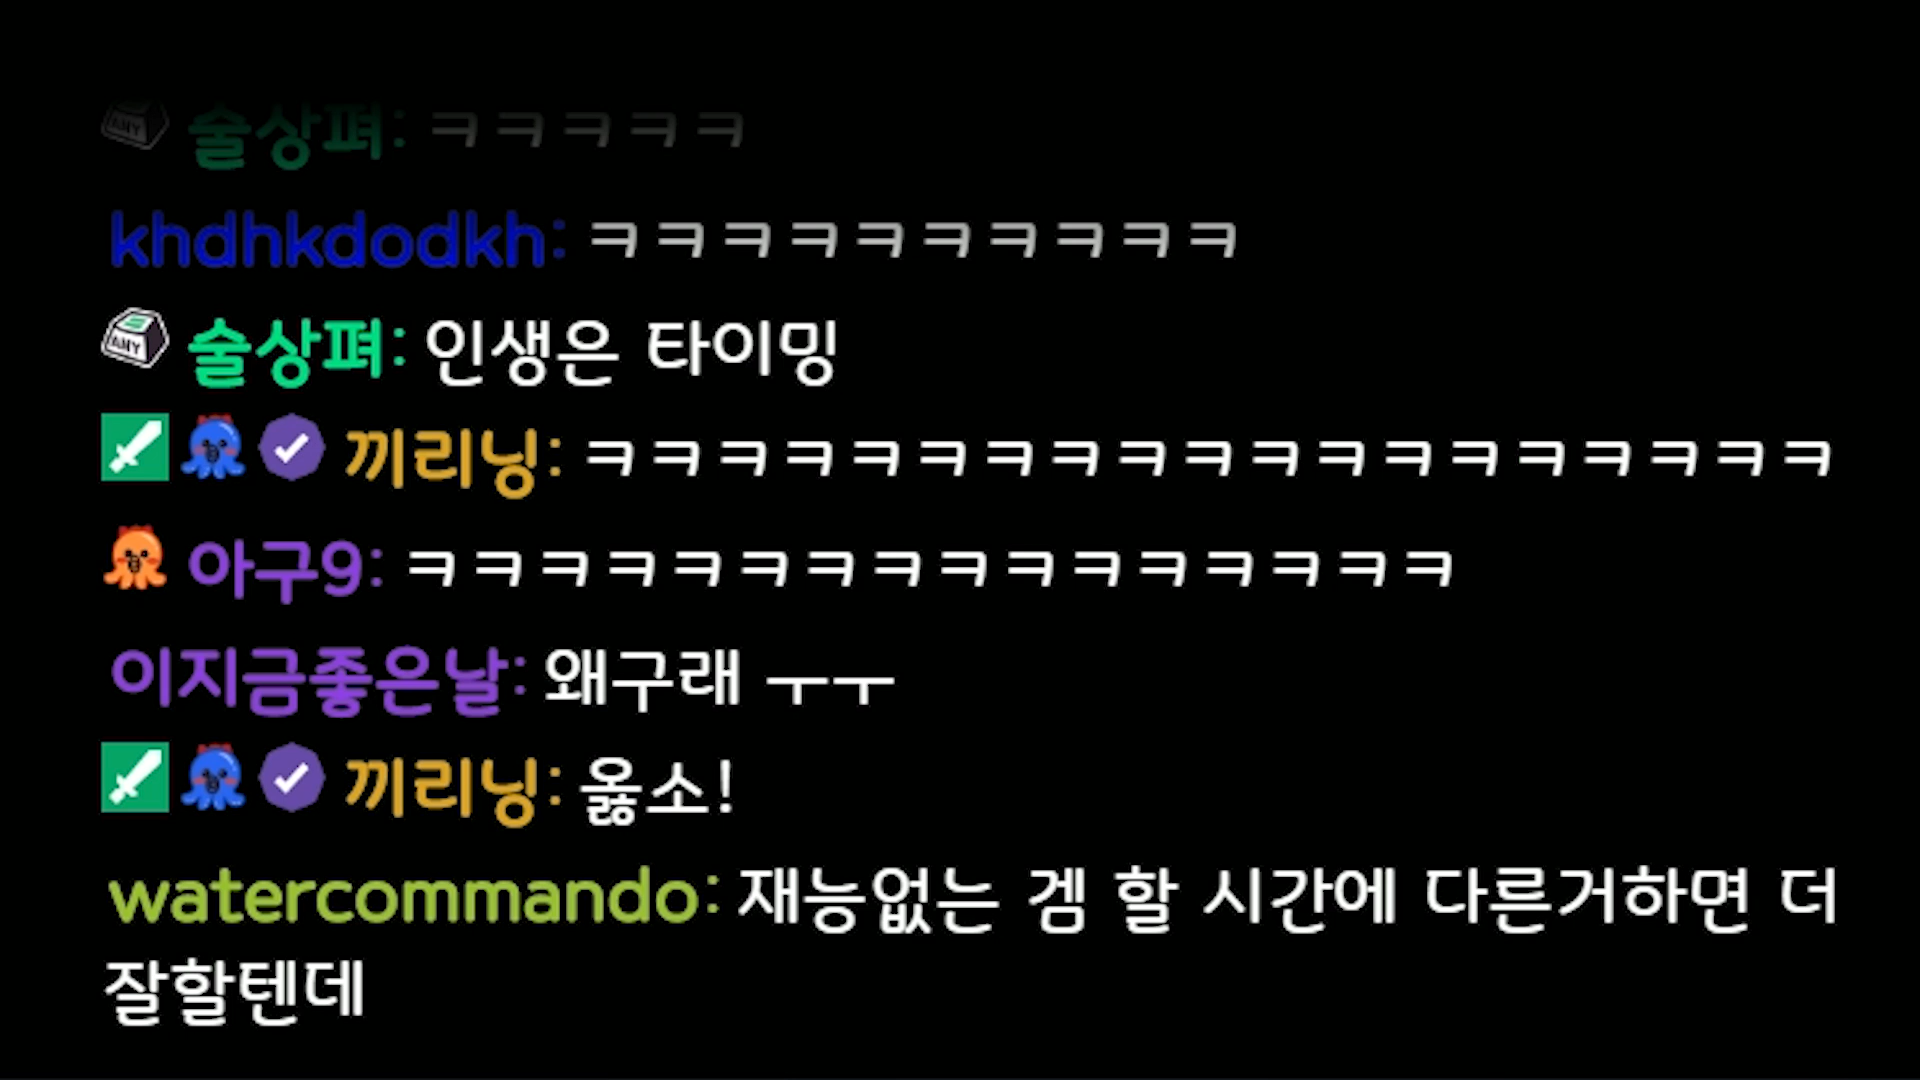 술상펴: ㅋㅋㅋㅋㅋ
khdhkdodkh: ㅋㅋㅋㅋㅋㅋㅋㅋㅋㅋ
술상펴: 인생은 타이밍
끼리닝: ㅋㅋㅋㅋㅋㅋㅋㅋㅋㅋㅋㅋㅋㅋㅋㅋㅋㅋㅋ
아구9: ㅋㅋㅋㅋㅋㅋㅋㅋㅋㅋㅋㅋㅋㅋㅋㅋ
이지금좋은날: 왜구래 ㅜㅜ
끼리닝: 옳소!
watercommando: 재능없는 겜 할 시간에 다른거하면 더
잘할텐데